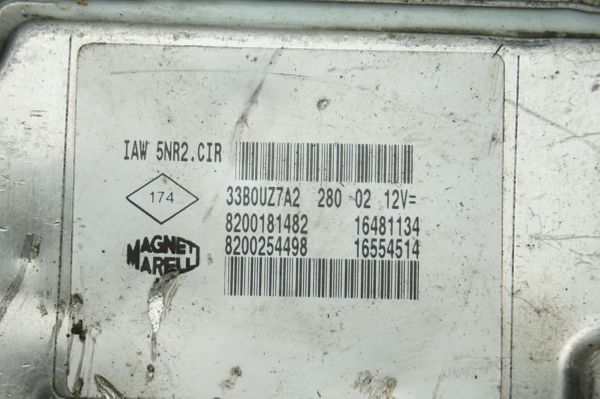 IAW 5NR2.CIR
174
33B0UZ7A2 280 02 12V=
8200181482 16481134
8200254498 16554514
MAGNETI
MARELLI